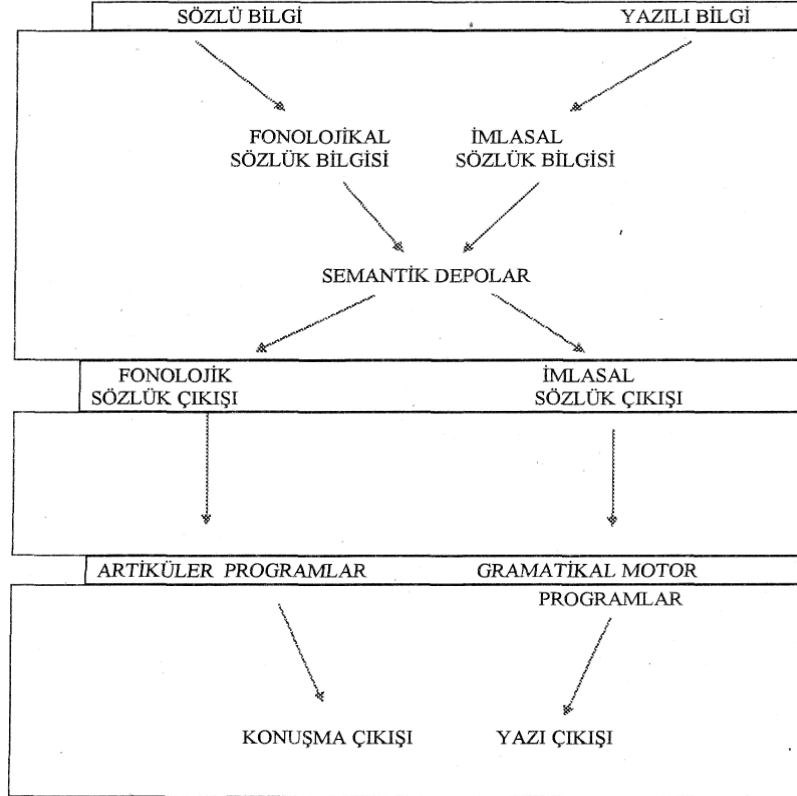 SÖZLÜ BİLGİ YAZILI BİLGİ
FONOLOJİKAL İMLASAL
SÖZLÜK BİLGİSİ SÖZLÜK BİLGİSİ
SEMANTİK DEPOLAR
FONOLOJİK İMLASAL
SÖZLÜK ÇIKIŞI SÖZLÜK ÇIKIŞI
ARTİKÜLER PROGRAMLAR GRAMATİKAL MOTOR
PROGRAMLAR
KONUŞMA ÇIKIŞI YAZI ÇIKIŞI